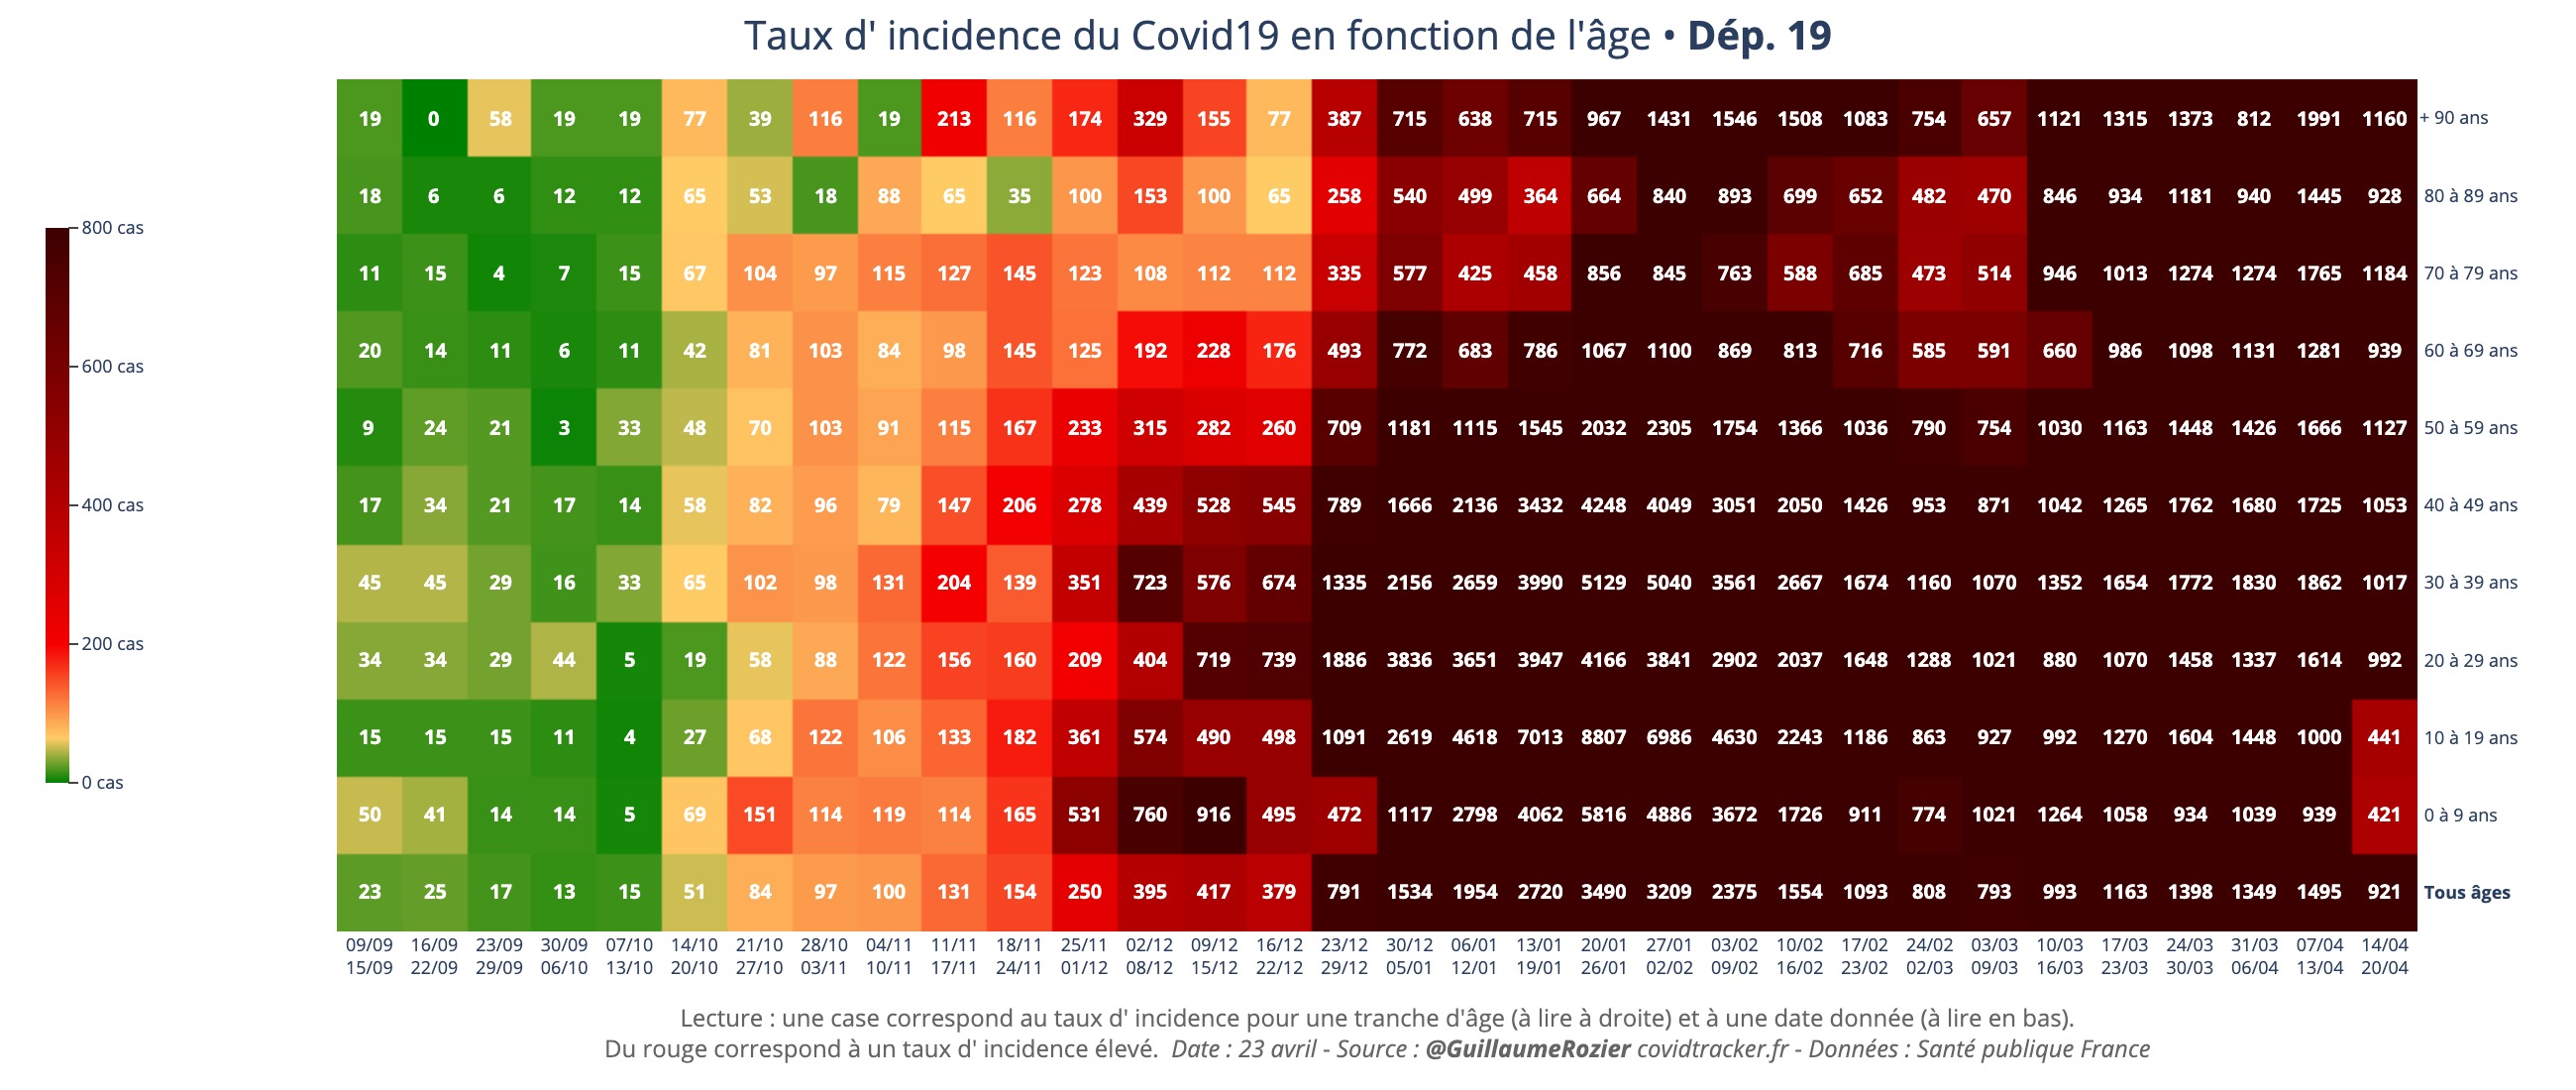 Taux d' incidence du Covid19 en fonction de l'âge • Dép. 19
800 cas
600 cas
400 cas
200 cas
0 cas
19 0 58 19 19 77 39 116 19 213 116 174 329 155 77 387 715 638 715 967 1431 1546 1508 1083 754 657 1121 1315 1373 812 1991 1160 + 90 ans
18 6 6 12 12 65 53 18 88 65 35 100 153 100 65 258 540 499 364 664 840 893 699 652 482 470 846 934 1181 940 1445 928 80 à 89 ans
11 15 4 7 15 67 104 97 115 127 145 123 108 112 112 335 577 425 458 856 845 763 588 685 473 514 946 1013 1274 1274 1765 1184 70 à 79 ans
20 14 11 6 11 42 81 103 84 98 145 125 192 228 176 493 772 683 786 1067 1100 869 813 716 585 591 660 986 1098 1131 1281 939 60 à 69 ans
9 24 21 3 33 48 70 103 91 115 167 233 315 282 260 709 1181 1115 1545 2032 2305 1754 1366 1036 790 754 1030 1163 1448 1426 1666 1127 50 à 59 ans
17 34 21 17 14 58 82 96 79 147 206 278 439 528 545 789 1666 2136 3432 4248 4049 3051 2050 1426 953 871 1042 1265 1762 1680 1725 1053 40 à 49 ans
45 45 29 16 33 65 102 98 131 204 139 351 723 576 674 1335 2156 2659 3990 5129 5040 3561 2667 1674 1160 1070 1352 1654 1772 1830 1862 1017 30 à 39 ans
34 34 29 44 5 19 58 88 122 156 160 209 404 719 739 1886 3836 3651 3947 4166 3841 2902 2037 1648 1288 1021 880 1070 1458 1337 1614 992 20 à 29 ans
15 15 15 11 4 27 68 122 106 133 182 361 574 490 498 1091 2619 4618 7013 8807 6986 4630 2243 1186 863 927 992 1270 1604 1448 1000 441 10 à 19 ans
50 41 14 14 5 69 151 114 119 114 165 531 760 916 495 472 1117 2798 4062 5816 4886 3672 1726 911 774 1021 1264 1058 934 1039 939 421 0 à 9 ans
23 25 17 13 15 51 84 97 100 131 154 250 395 417 379 791 1534 1954 2720 3490 3209 2375 1554 1093 808 793 993 1163 1398 1349 1495 921 Tous âges
09/09 16/09 23/09 30/09 07/10 14/10 21/10 28/10 04/11 11/11 18/11 25/11 02/12 09/12 16/12 23/12 30/12 06/01 13/01 20/01 27/01 03/02 10/02 17/02 24/02 03/03 10/03 17/03 24/03 31/03 07/04 14/04
15/09 22/09 29/09 06/10 13/10 20/10 27/10 03/11 10/11 17/11 24/11 01/12 08/12 15/12 22/12 29/12 05/01 12/01 19/01 26/01 02/02 09/02 16/02 23/02 02/03 09/03 16/03 23/03 30/03 06/04 13/04 20/04
Lecture : une case correspond au taux d' incidence pour une tranche d'âge (à lire à droite) et à une date donnée (à lire en bas).
Du rouge correspond à un taux d' incidence élevé. Date : 23 avril - Source : @GuillaumeRozier covidtracker.fr - Données : Santé publique France